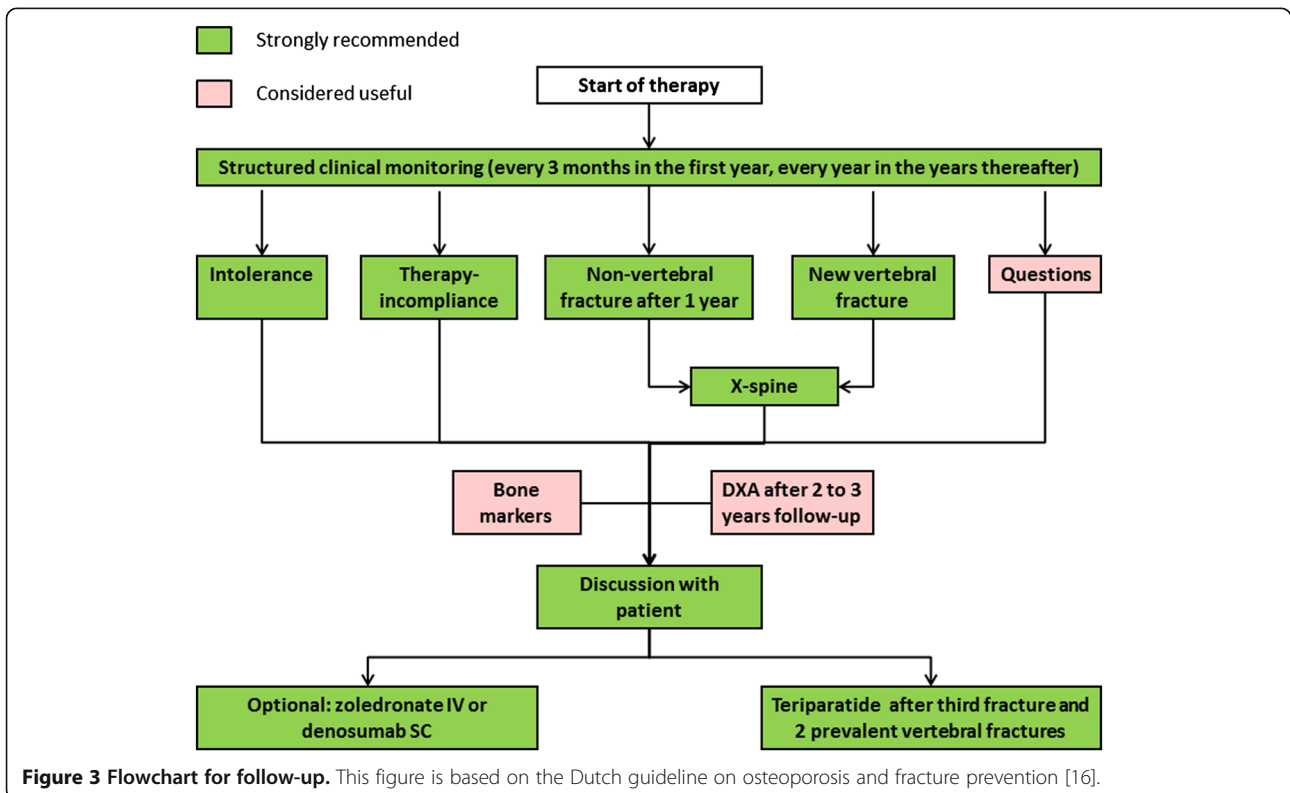 Strongly recommended
Considered useful
Start of therapy
Structured clinical monitoring (every 3 months in the first year, every year in the years thereafter)
Intolerance
Therapy-
incompliance
Non-vertebral
fracture after 1 year
New vertebral
fracture
Questions
X-spine
Bone
markers
DXA after 2 to 3
years follow-up
Discussion with
patient
Optional: zoledronate IV or
denosumab SC
Teriparatide after third fracture and
2 prevalent vertebral fractures
Figure 3 Flowchart for follow-up. This figure is based on the Dutch guideline on osteoporosis and fracture prevention [16].